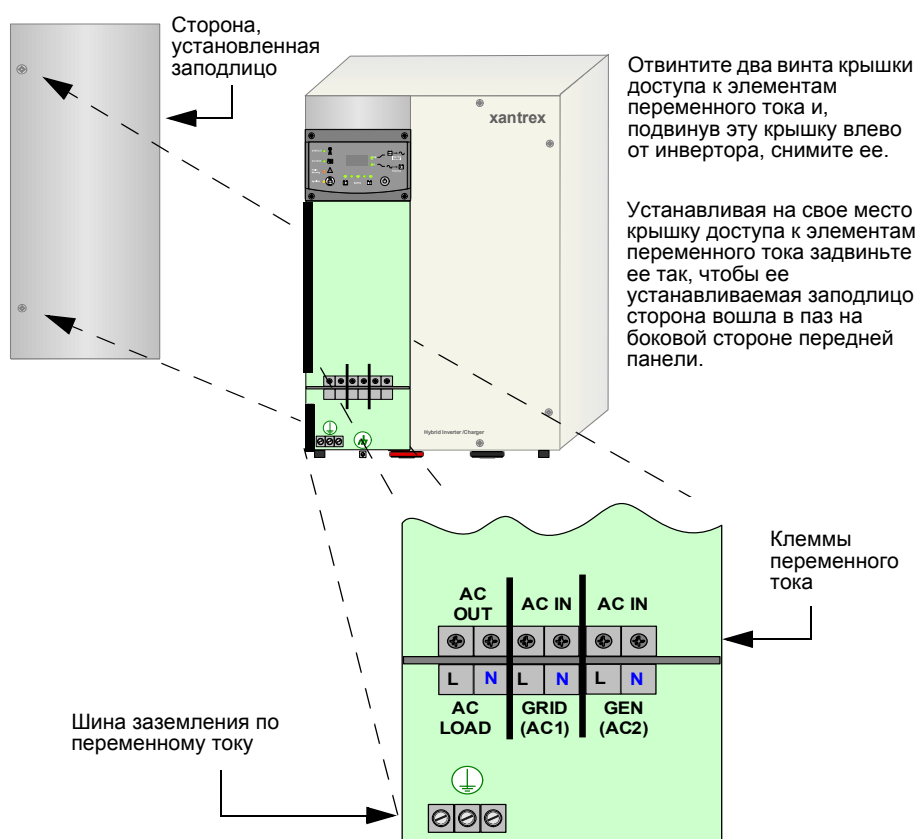 Сторона,
установленная
заподлицо
xantrex
Hybrid Inverter/Charger
Отвинтите два винта крышки
доступа к элементам
переменного тока и,
подвинув эту крышку влево
от инвертора, снимите ее.
Устанавливая на свое место
крышку доступа к элементам
переменного тока задвиньте
ее так, чтобы ее
устанавливаемая заподлицо
сторона вошла в паз на
боковой стороне передней
панели.
Клеммы
переменного
тока
AC
OUT
AC IN
AC IN
L N L N L N
AC
LOAD
GRID
(AC1)
GEN
(AC2)
Шина заземления по
переменному току